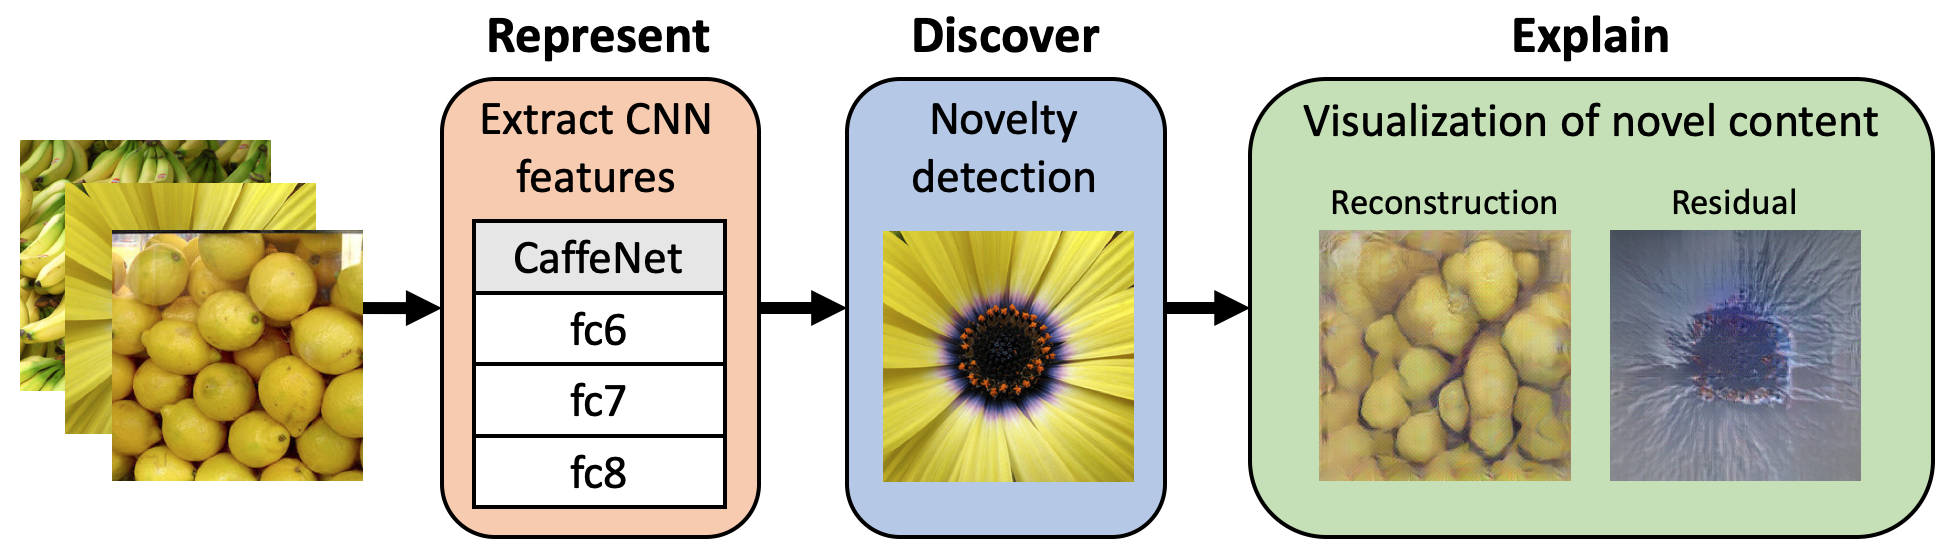 Represent
Extract CNN
features
CaffeNet
fc6
fc7
fc8
Discover
Novelty
detection
Explain
Visualization of novel content
Reconstruction
Residual